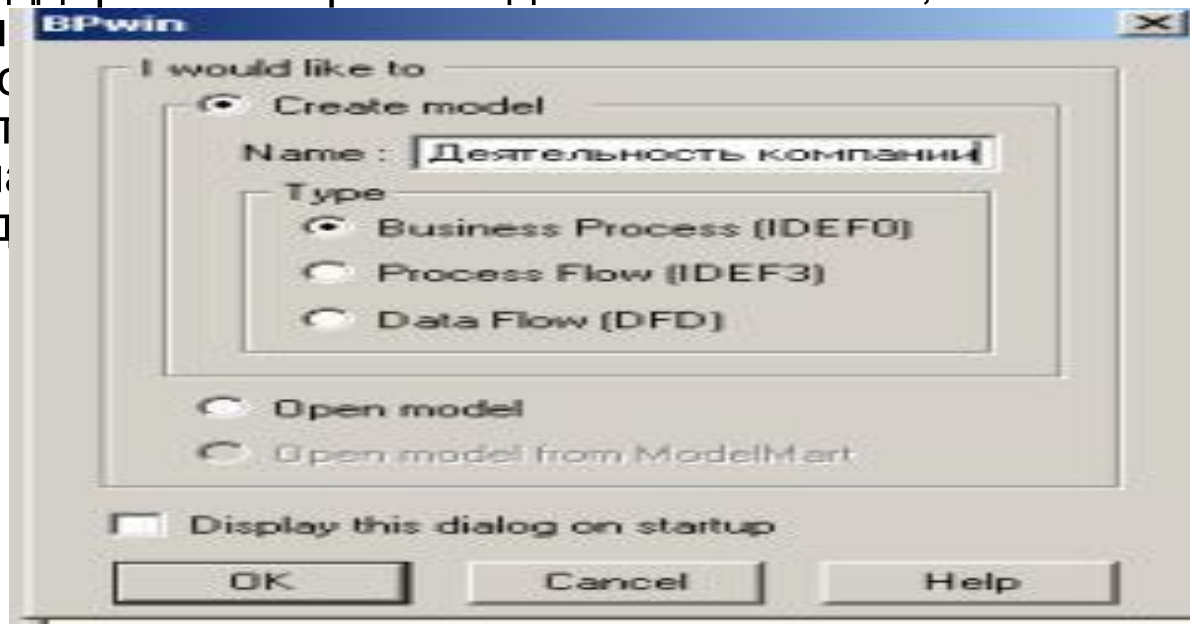 BPwin
I would like to
Create model
Name : Деятельность компании
Type
Business Process (IDEF0)
Process Flow (IDEF3)
Data Flow (DFD)
Open model
Open model from ModelMart
Display this dialog on startup
OK Cancel Help